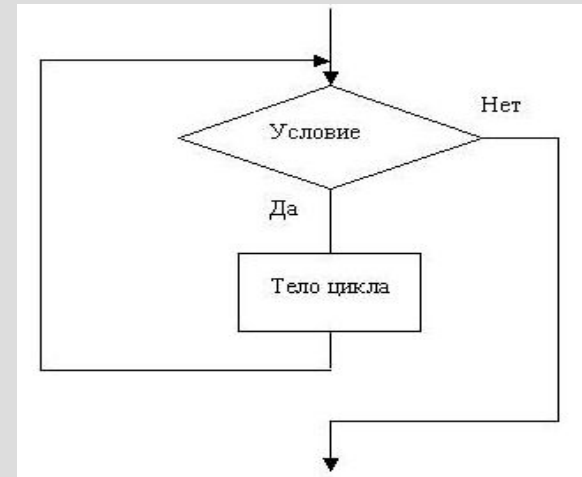 Нет
Условие
Да
Тело цикла